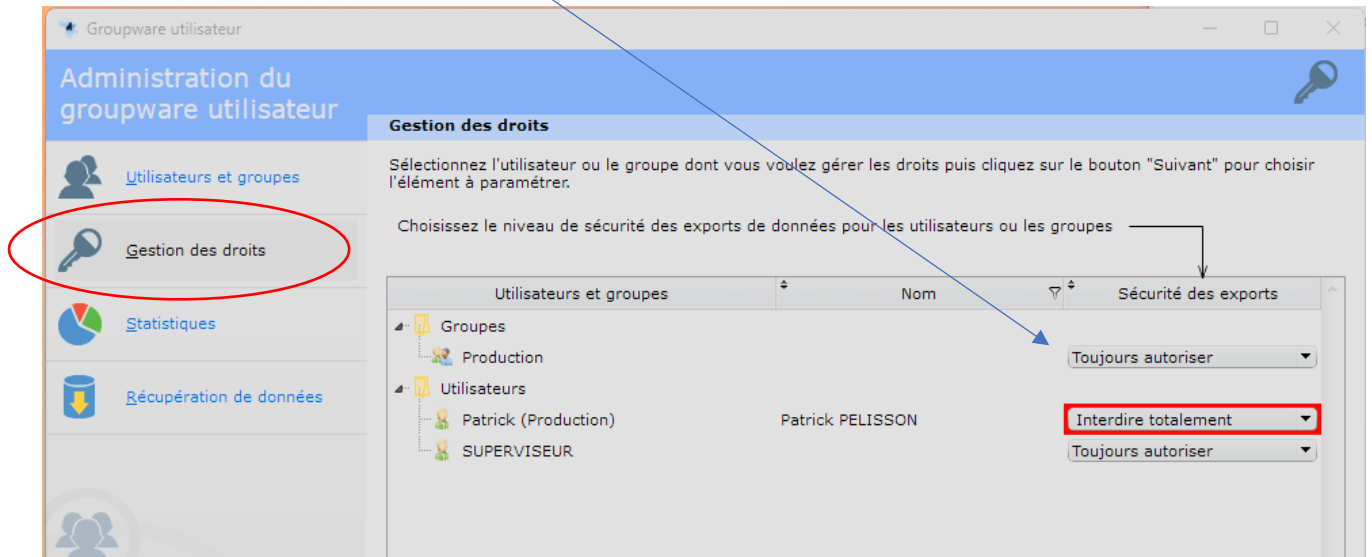 Groupware utilisateur
Administration du
groupware utilisateur
Gestion des droits
Utilisateurs et groupes
Gestion des droits
Statistiques
Récupération de données
Sélectionnez l'utilisateur ou le groupe dont vous voulez gérer les droits puis cliquez sur le bouton "Suivant" pour choisir
l'élément à paramétrer.
Choisissez le niveau de sécurité des exports de données pour les utilisateurs ou les groupes
Utilisateurs et groupes Nom Sécurité des exports
Groupes
Production Toujours autoriser
Utilisateurs
Patrick (Production) Patrick PELISSON Interdire totalement
SUPERVISEUR Toujours autoriser